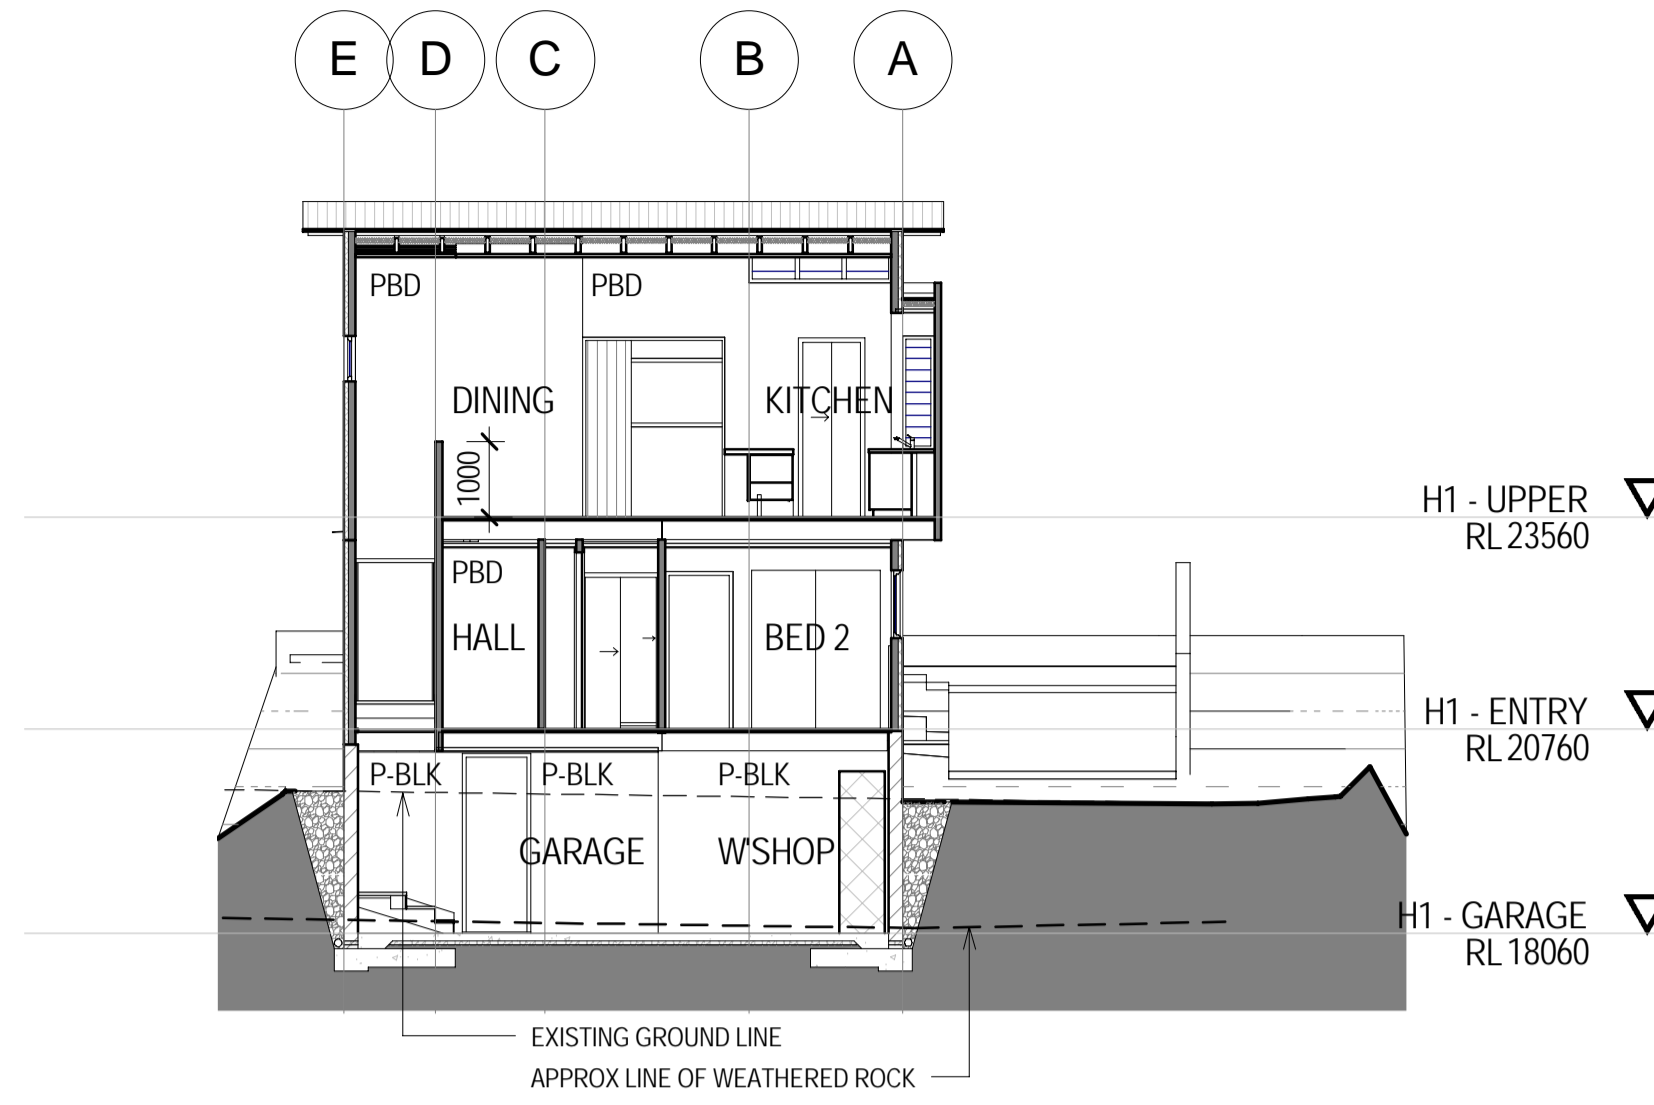 E D C B A
PBD PBD
DINING KITCHEN
1000
H1 - UPPER
RL 23560
PBD
HALL BED 2
H1 - ENTRY
RL 20760
P-BLK P-BLK P-BLK
GARAGE W'SHOP
H1 - GARAGE
RL 18060
EXISTING GROUND LINE
APPROX LINE OF WEATHERED ROCK